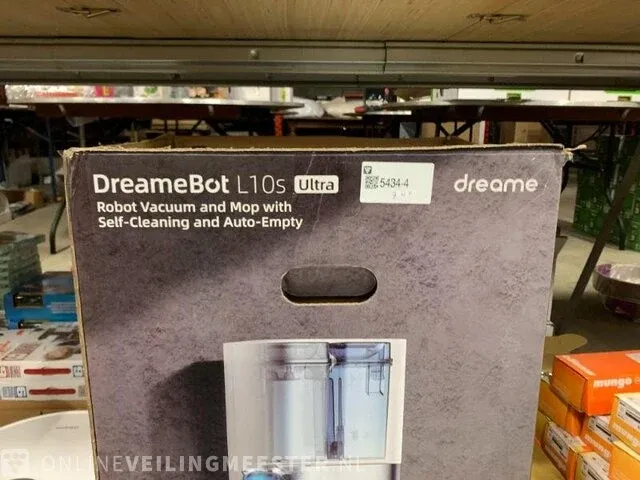 DreameBot L10s Ultra
Robot Vacuum and Mop with
Self-Cleaning and Auto-Empty
5434-4
dreame
mungo
ONLINEVEILINGMEESTER.NL